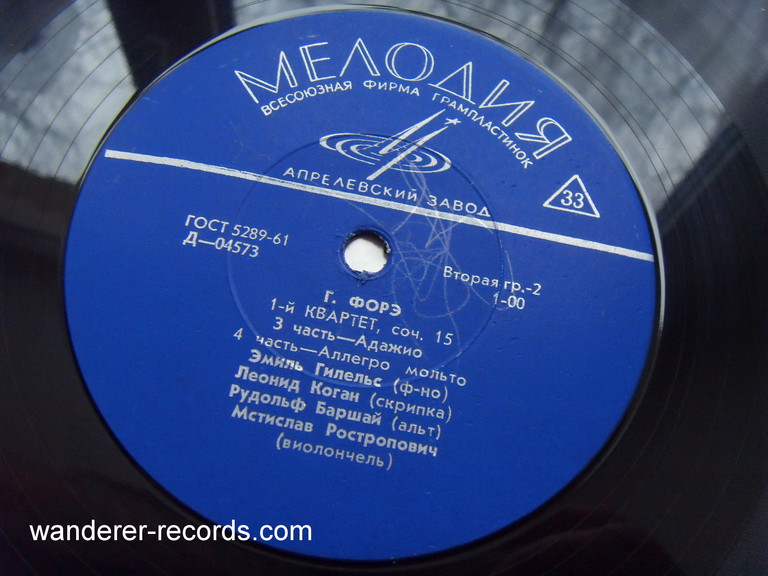 МЕЛОДИЯ
ВСЕСОЮЗНАЯ ФИРМА ГРАМПЛАСТИНОК
АПРЕЛЕВСКИЙ ЗАВОД
33
ГОСТ 5289-61
Д—04573
Вторая гр.-2
1-00
Г. ФОРЭ
1-й КВАРТЕТ, соч. 15
3 часть—Адажио
4 часть—Аллегро мольто
Эмиль Гилельс (ф-но)
Леонид Коган (скрипка)
Рудольф Баршай (альт)
Мстислав Ростропович
(виолончель)
wanderer-records.com